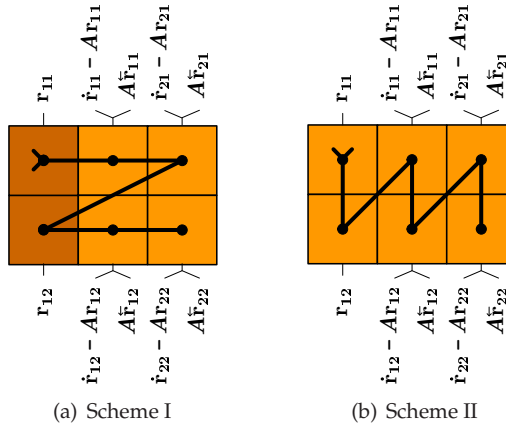 r₁₁
ṙ₁₁ - Ar₁₁
Ar⃖₁₁
ṙ₂₁ - Ar₂₁
Ar⃖₂₁
r₁₂
ṙ₁₂ - Ar₁₂
Ar⃖₁₂
ṙ₂₂ - Ar₂₂
Ar⃖₂₂
(a) Scheme I
r₁₁
ṙ₁₁ - Ar₁₁
Ar⃖₁₁
ṙ₂₁ - Ar₂₁
Ar⃖₂₁
r₁₂
ṙ₁₂ - Ar₁₂
Ar⃖₁₂
ṙ₂₂ - Ar₂₂
Ar⃖₂₂
(b) Scheme II